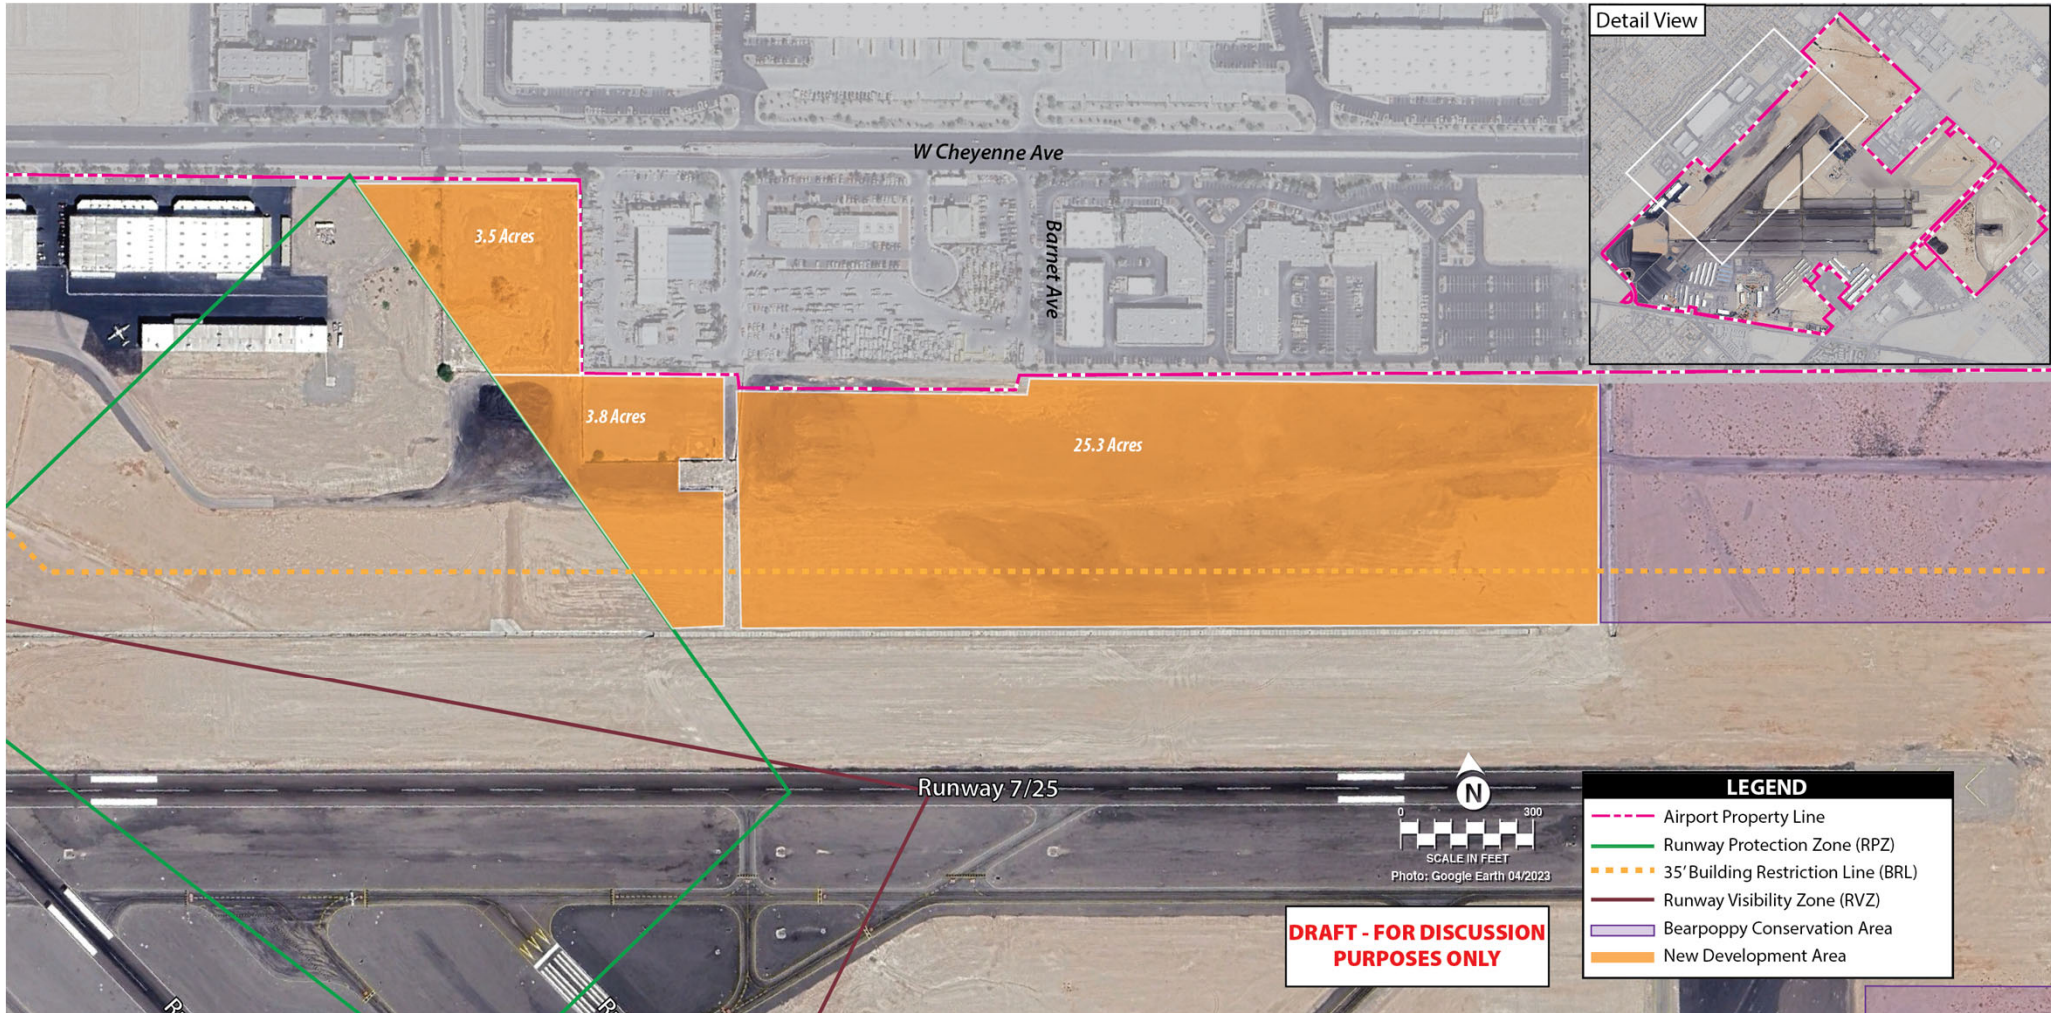 Detail View
W Cheyenne Ave
Barnet Ave
3.5 Acres
3.8 Acres
25.3 Acres
Runway 7/25
N
0 300
SCALE IN FEET
Photo: Google Earth 04/2023
DRAFT - FOR DISCUSSION
PURPOSES ONLY
LEGEND
Airport Property Line
Runway Protection Zone (RPZ)
35' Building Restriction Line (BRL)
Runway Visibility Zone (RVZ)
Bearpoppy Conservation Area
New Development Area